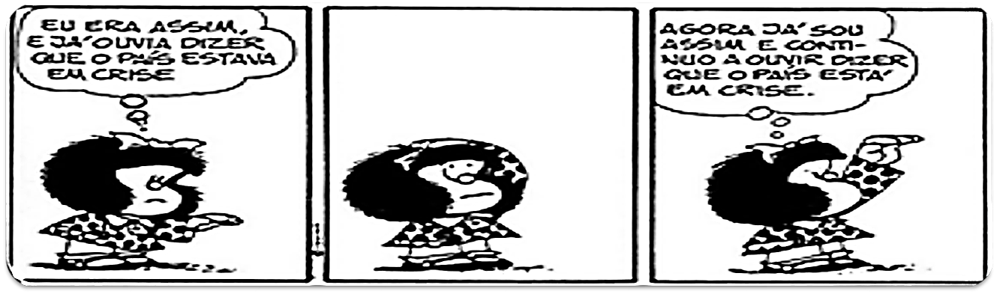 EU ERA ASSIM,
E JÁ OUVIA DIZER
QUE O PAÍS ESTAVA
EM CRISE
AGORA JÁ SOU
ASSIM E CONTI-
NUO A OUVIR DIZER
QUE O PAÍS ESTÁ
EM CRISE.